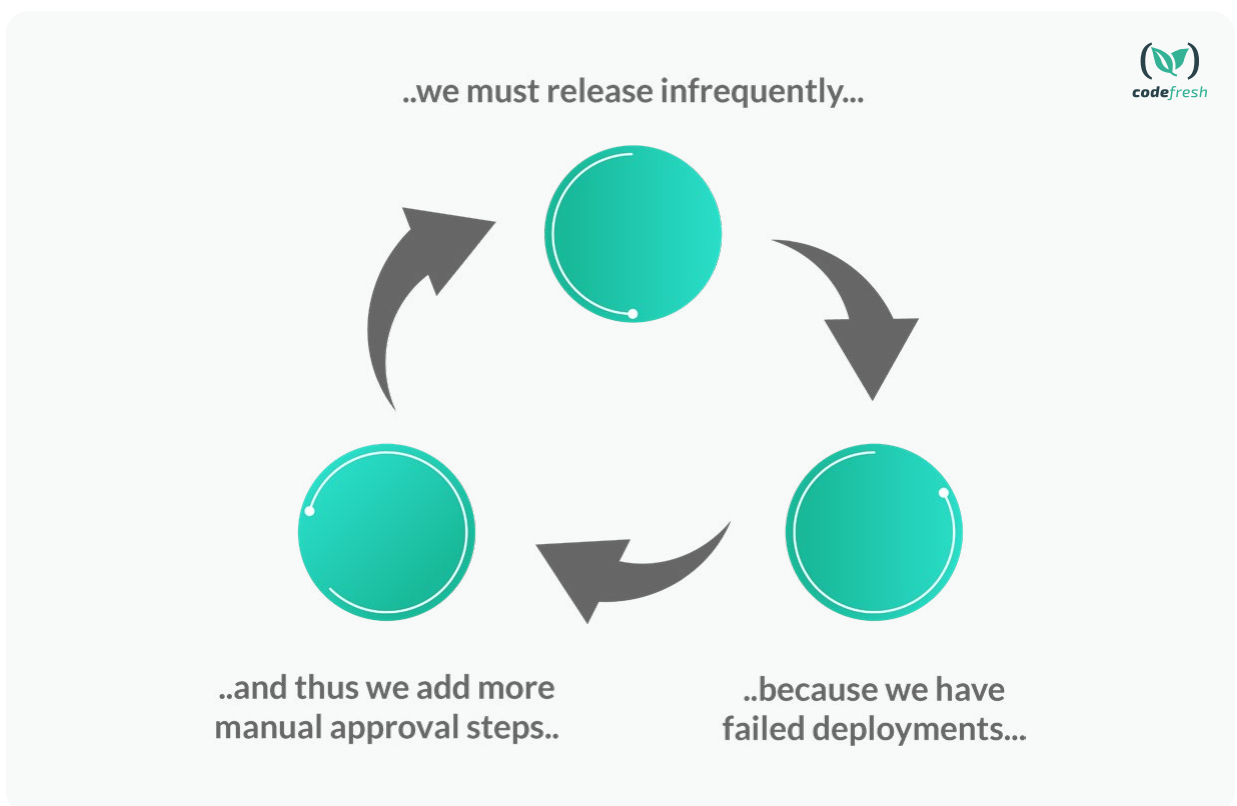 ..we must release infrequently...
codefresh
..and thus we add more
manual approval steps..
..because we have
failed deployments...